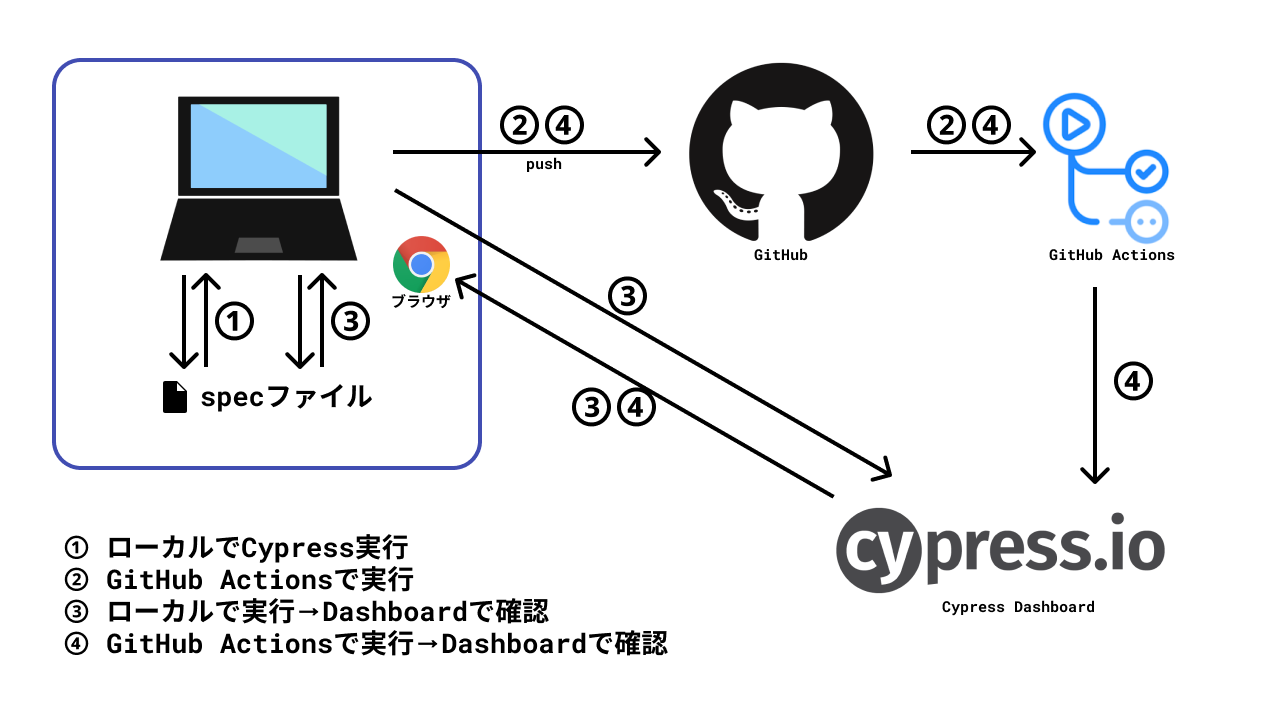 ②④
push
GitHub
②④
GitHub Actions
ブラウザ
①
③
specファイル
③
③④
④
cypress.io
Cypress Dashboard
① ローカルでCypress実行
② GitHub Actionsで実行
③ ローカルで実行→Dashboardで確認
④ GitHub Actionsで実行→Dashboardで確認